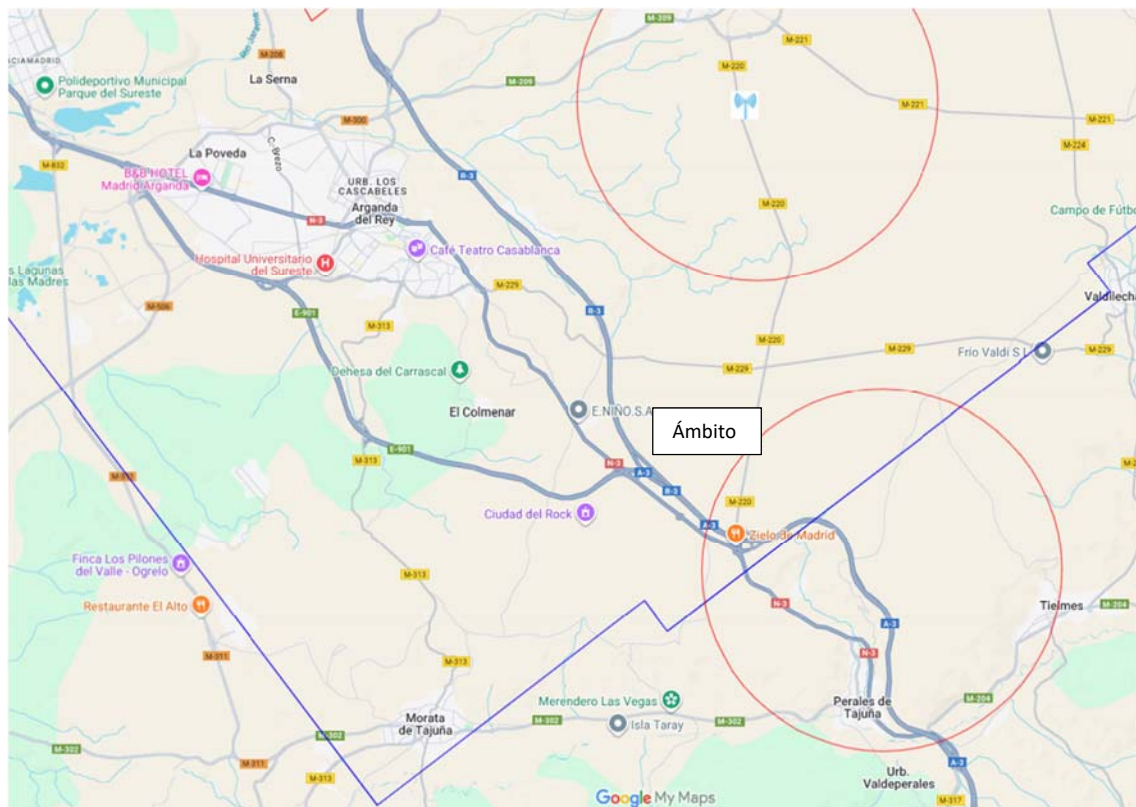 M-209
M-221
M-208
ACIAMADRID
Polideportivo Municipal
Parque del Sureste
La Serna
M-209
M-220
M-221
M-221
M-300
M-224
M-832
La Poveda
C. Brezo
B&B HOTEL
Madrid Arganda
URB. LOS
CASCABELES
Arganda
del Rey
R-3
N-3
M-220
Campo de Fútbo
Café Teatro Casablanca
Hospital Universitario
del Sureste
s Lagunas
las Madres
M-506
M-229
E-901
R-3
Valdilecha
M-313
M-220
M-229
M-229
Frío Valdi S L
M-229
Dehesa del Carrascal
El Colmenar
E.NIÑO.S.A
Ámbito
M-313
E-901
N-3
A-3
R-3
M-220
Ciudad del Rock
A-3
Zielo de Madrid
Finca Los Pilones
del Valle - Ogrelo
M-313
Restaurante El Alto
N-3
Tielmes
M-204
A-3
M-311
M-313
N-3
Merendero Las Vegas
M-204
Perales de
Tajuña
Morata
de Tajuña
M-302
Isla Taray
M-302
M-302
M-302
M-311
M-313
A-3
Urb.
Valdeperales
Google My Maps
M-317